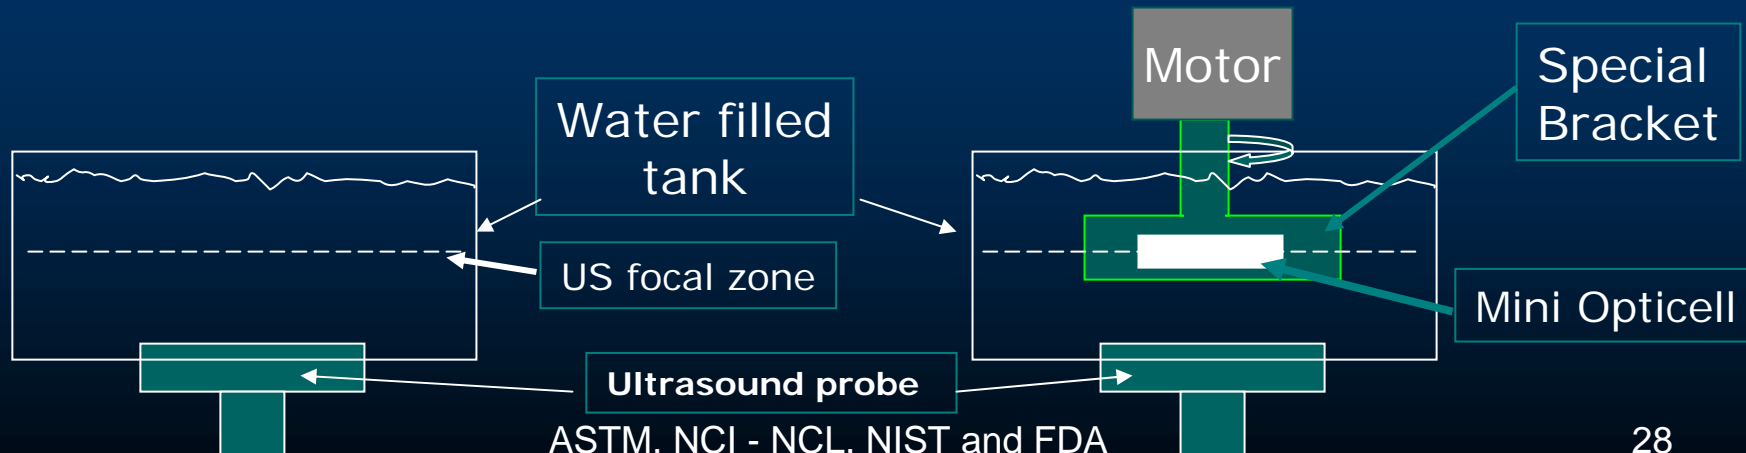 Motor
Special
Bracket
Water filled
tank
US focal zone
Mini Opticell
Ultrasound probe
ASTM, NCI - NCL, NIST and FDA
28